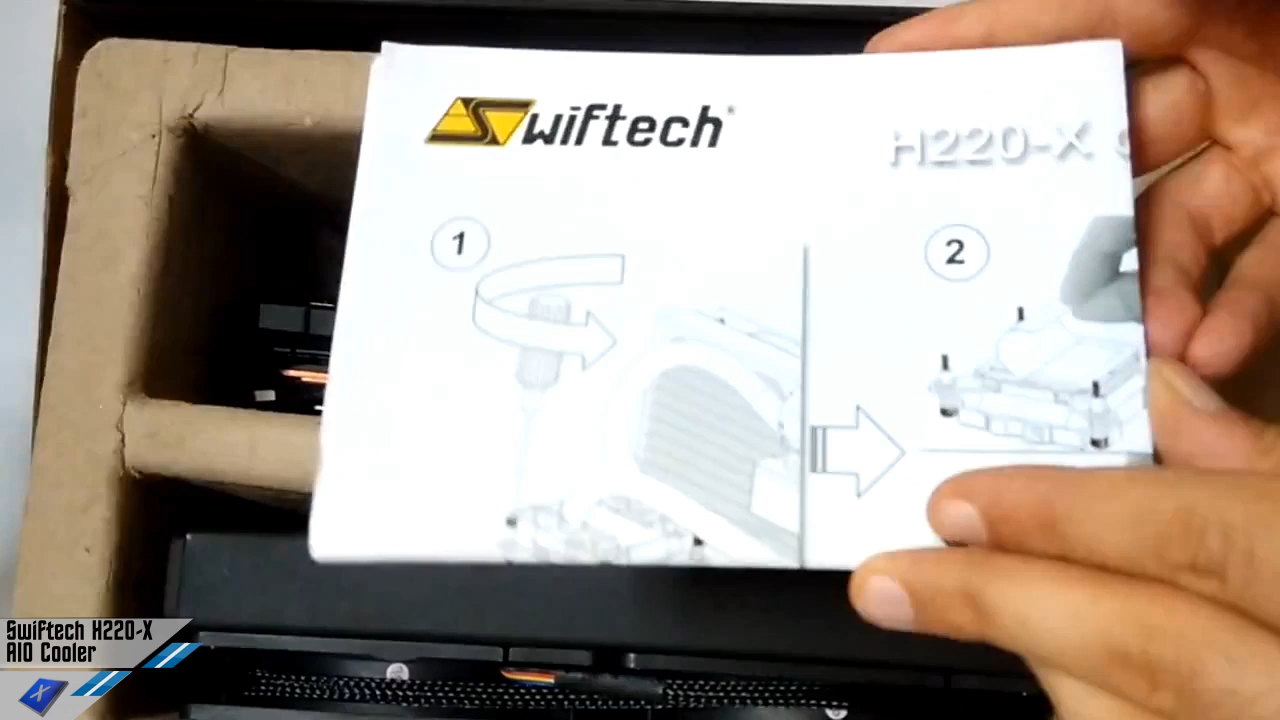 Swiftech®
H220-X
1
2
Swiftech H220-X
AIO Cooler
X